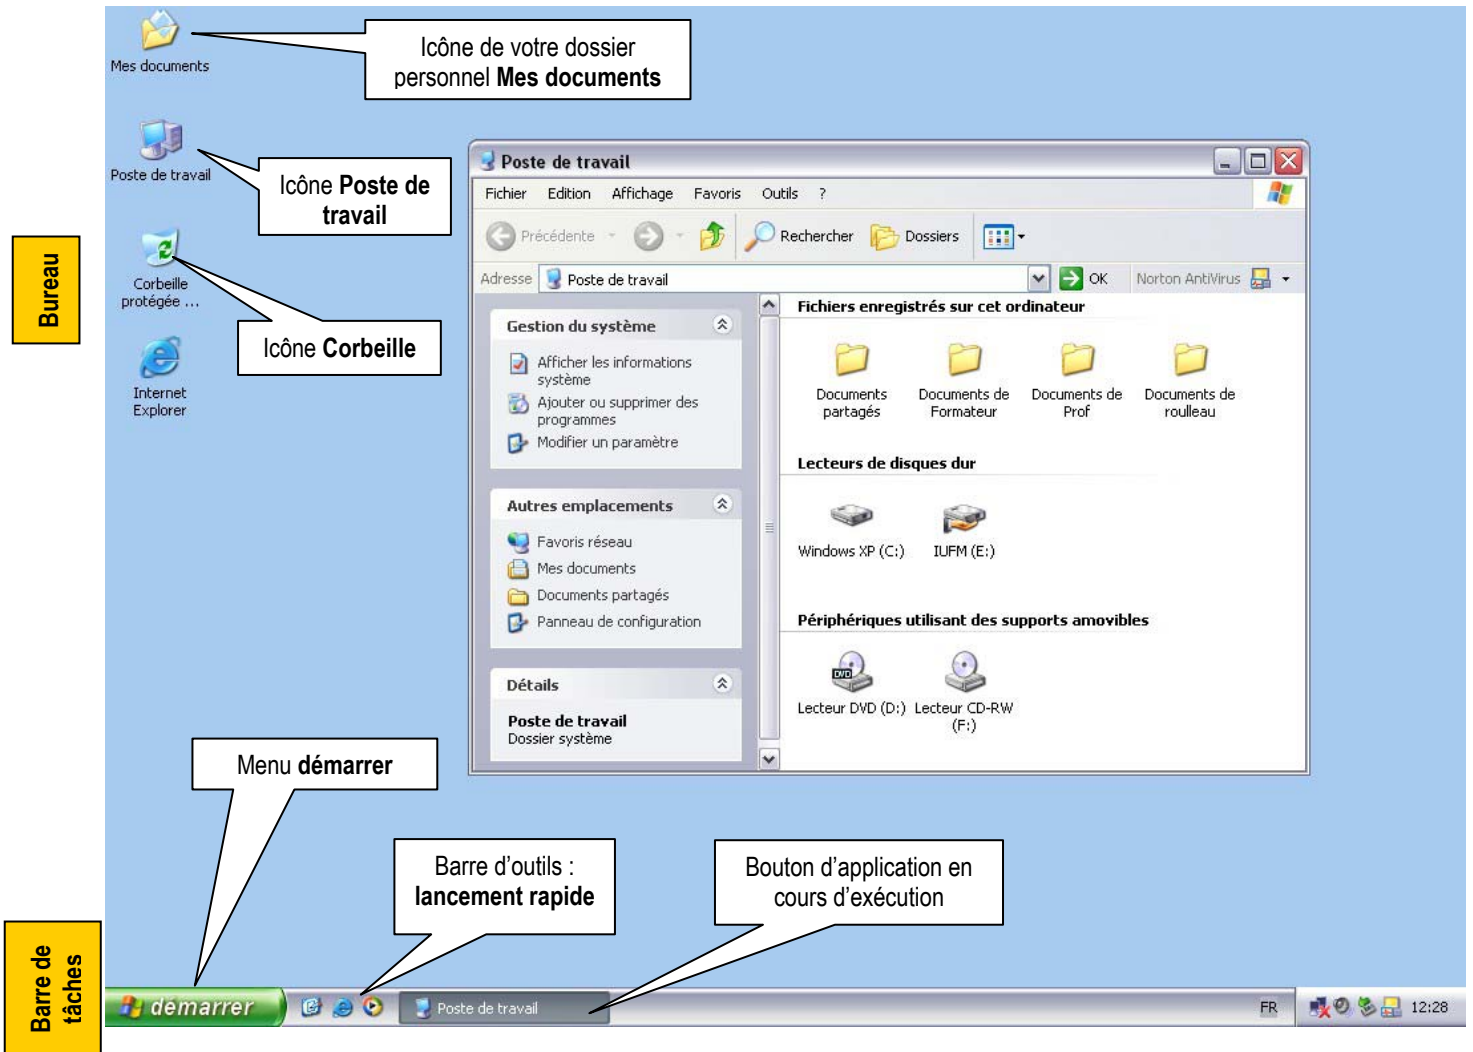 Mes documents
Icône de votre dossier
personnel Mes documents
Poste de travail
Icône Poste de
travail
Corbeille
protégée ...
Icône Corbeille
Internet
Explorer
Bureau
Poste de travail
Fichier Edition Affichage Favoris Outils ?
Précédente Rechercher Dossiers
Adresse Poste de travail OK Norton AntiVirus
Gestion du système
Afficher les informations
système
Ajouter ou supprimer des
programmes
Modifier un paramètre
Autres emplacements
Favoris réseau
Mes documents
Documents partagés
Panneau de configuration
Détails
Poste de travail
Dossier système
Fichiers enregistrés sur cet ordinateur
Documents
partagés
Documents de
Formateur
Documents de
Prof
Documents de
roulleau
Lecteurs de disques dur
Windows XP (C:) IUFM (E:)
Périphériques utilisant des supports amovibles
DVD
Lecteur DVD (D:) Lecteur CD-RW
(F:)
Menu démarrer
Barre d'outils :
lancement rapide
Bouton d'application en
cours d'exécution
Barre de
tâches
démarrer Poste de travail FR 12:28